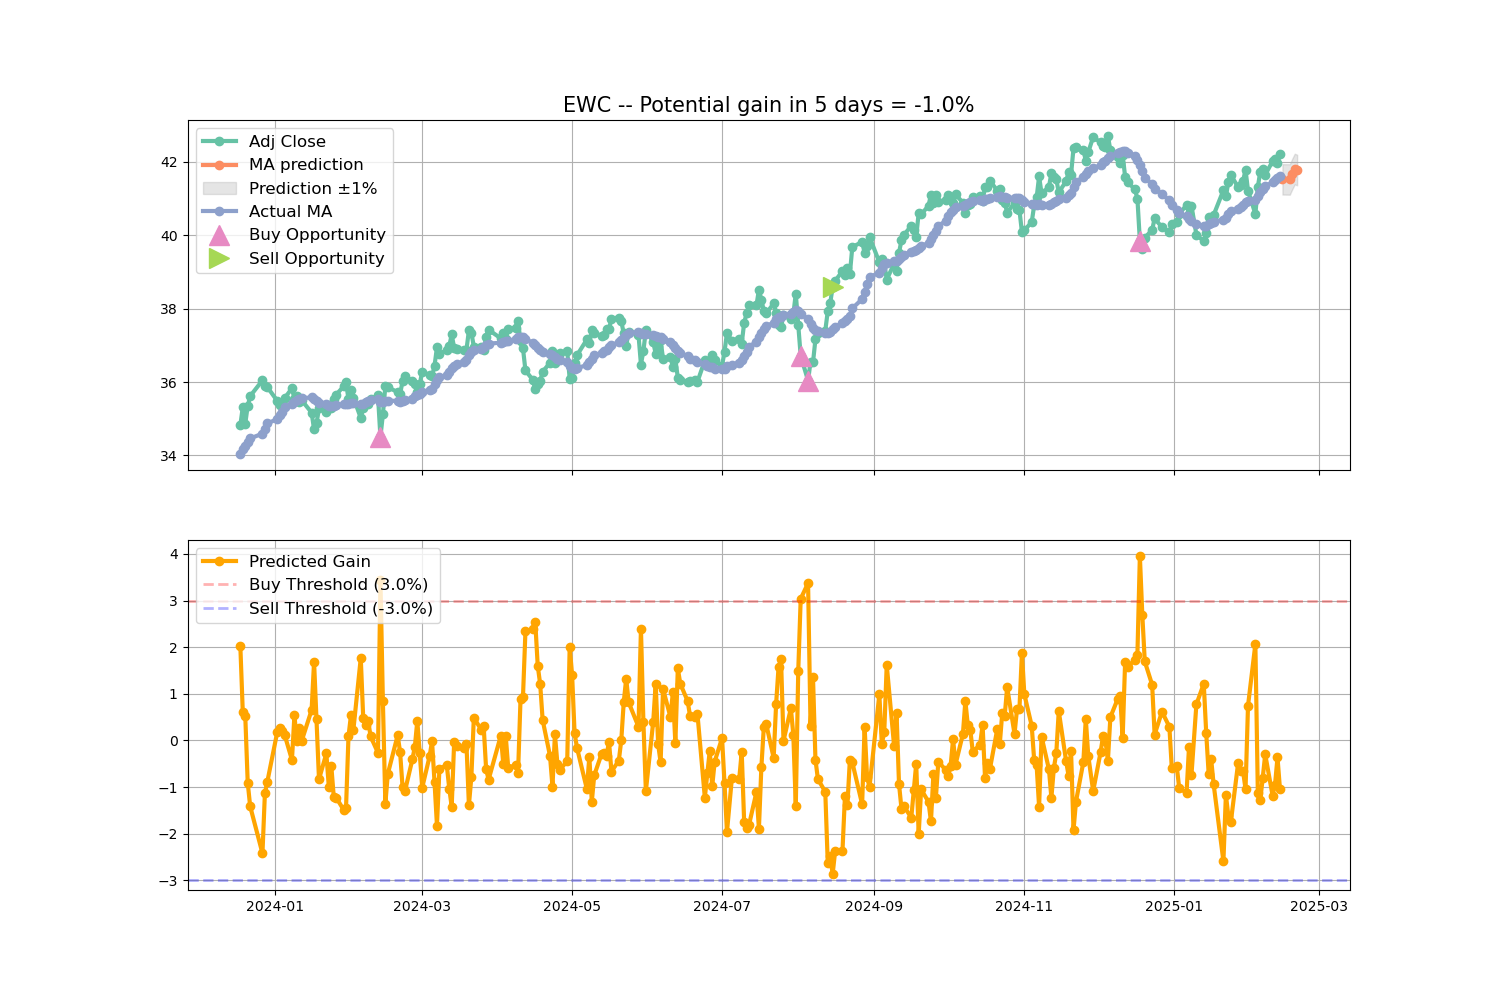 EWC -- Potential gain in 5 days = -1.0%
Adj Close
MA prediction
Prediction ±1%
Actual MA
Buy Opportunity
Sell Opportunity
42
40
38
36
34
Predicted Gain
Buy Threshold (3.0%)
Sell Threshold (-3.0%)
4
3
2
1
0
−1
−2
−3
2024-01 2024-03 2024-05 2024-07 2024-09 2024-11 2025-01 2025-03